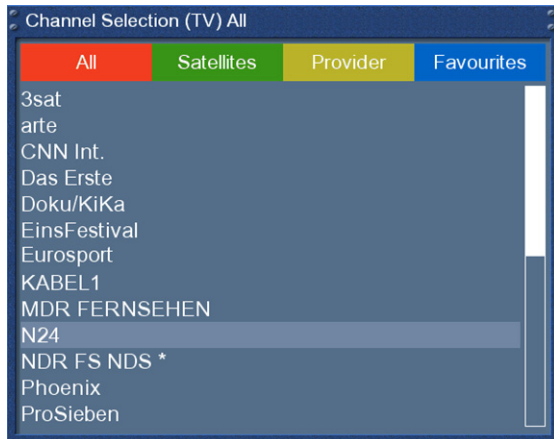 Channel Selection (TV) All
All Satellites Provider Favourites
3sat
arte
CNN Int.
Das Erste
Doku/KiKa
EinsFestival
Eurosport
KABEL1
MDR FERNSEHEN
N24
NDR FS NDS *
Phoenix
ProSieben